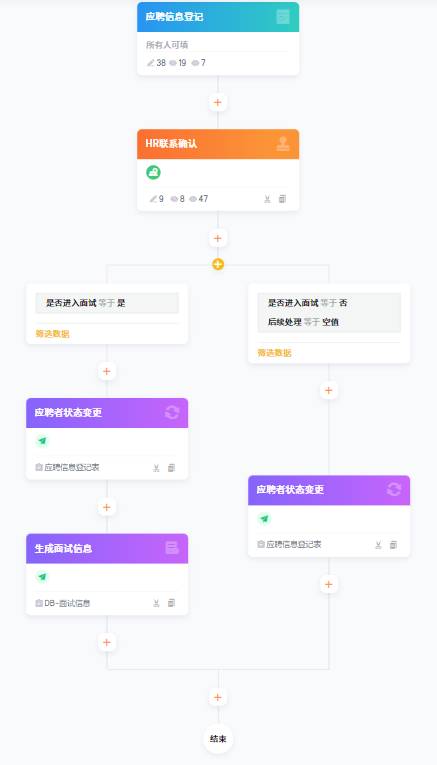 应聘信息登记
所有人可填
38 19 7
HR联系确认
9 8 47
是否进入面试 等于 是
筛选数据
是否进入面试 等于 否
后续处理 等于 空值
筛选数据
应聘者状态变更
应聘信息登记表
生成面试信息
DB-面试信息
应聘者状态变更
应聘信息登记表
结束